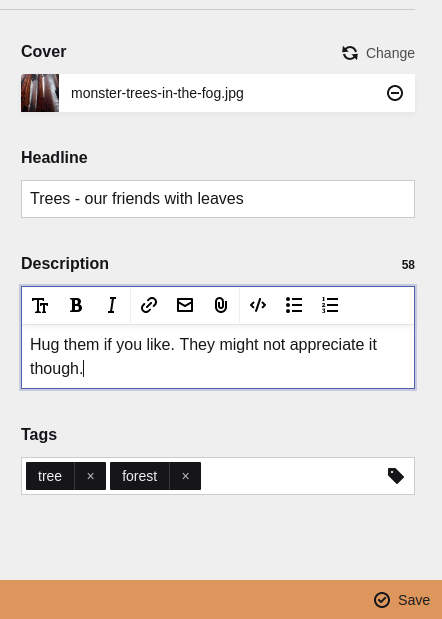 Cover
Change
monster-trees-in-the-fog.jpg
Headline
Trees - our friends with leaves
Description
58
Hug them if you like. They might not appreciate it
though.
Tags
tree ×
forest ×
Save